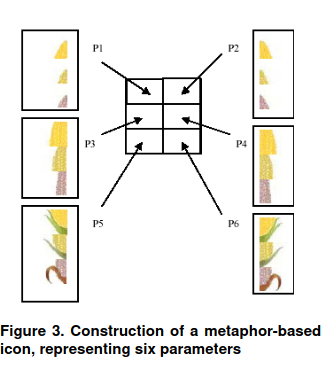 P1
P2
P3
P4
P5
P6
Figure 3. Construction of a metaphor-based
icon, representing six parameters